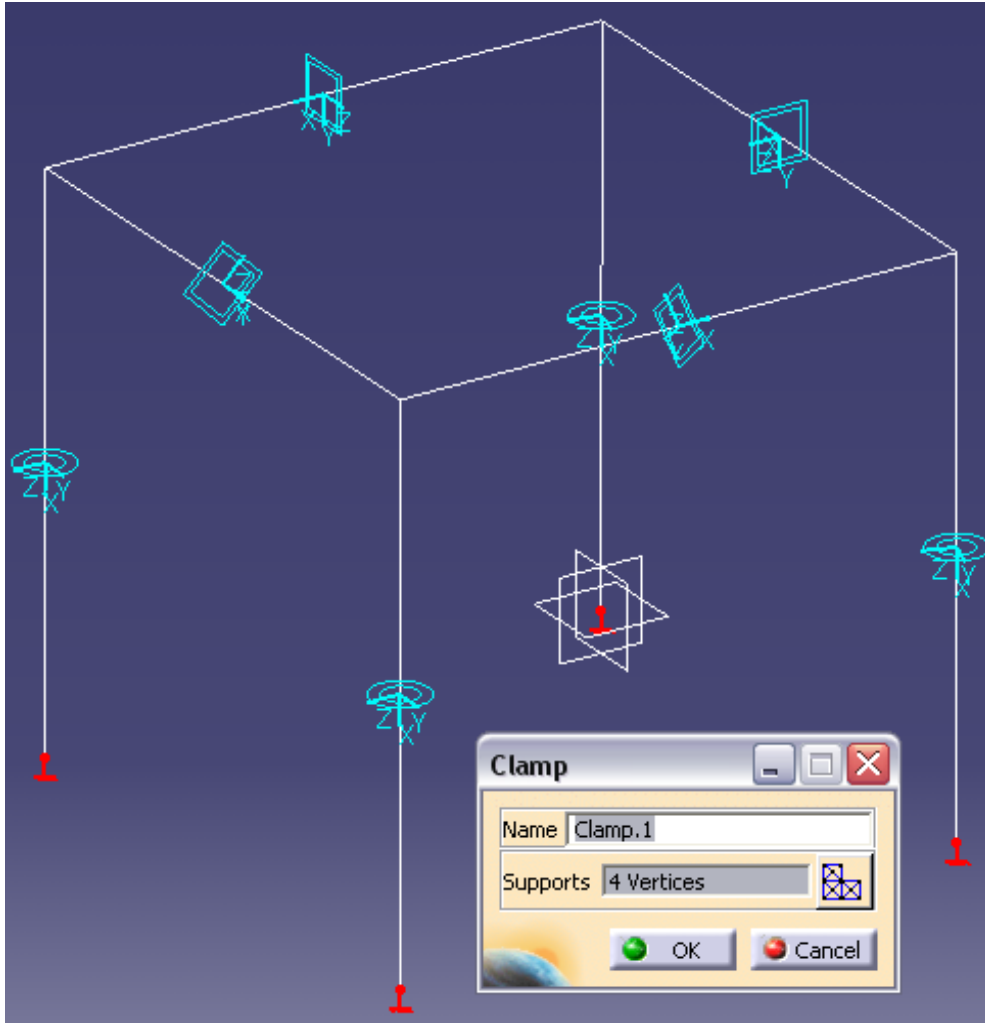 X Y Z
Z Y
X
Z Y
X
Z Y
X
Z Y
X
Z Y
X
Clamp
Name Clamp.1
Supports 4 Vertices
OK Cancel